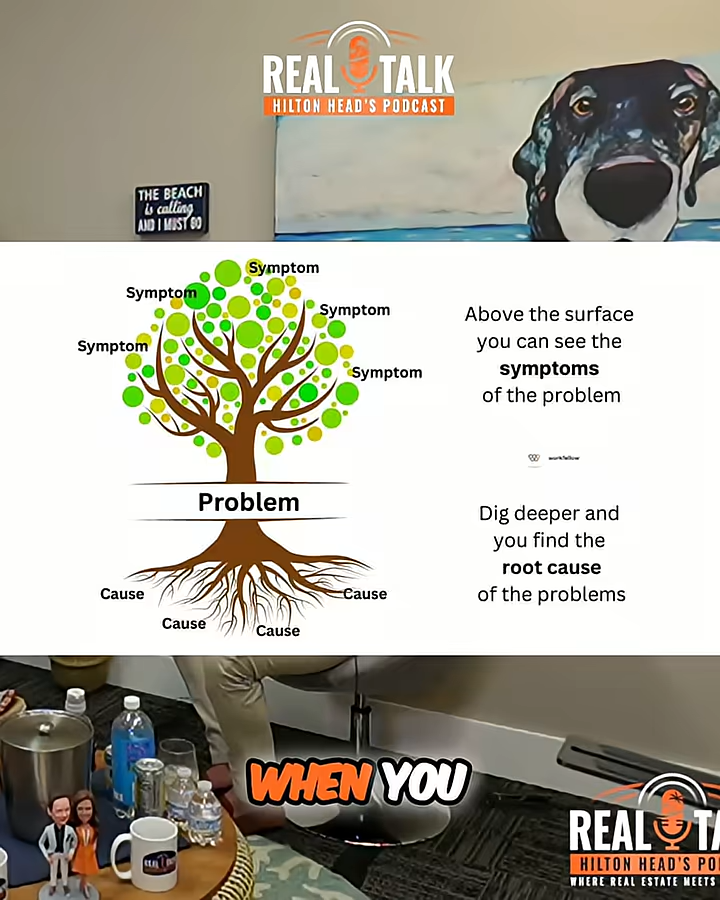 REAL TALK
HILTON HEAD'S PODCAST
THE BEACH
is calling
AND I MUST GO
Symptom
Symptom
Symptom
Symptom
Symptom
Above the surface
you can see the
symptoms
of the problem
workfellow
Problem
Dig deeper and
you find the
root cause
of the problems
Cause
Cause
Cause
Cause
WHEN YOU
REAL TA
HILTON HEAD'S PO
WHERE REAL ESTATE MEETS